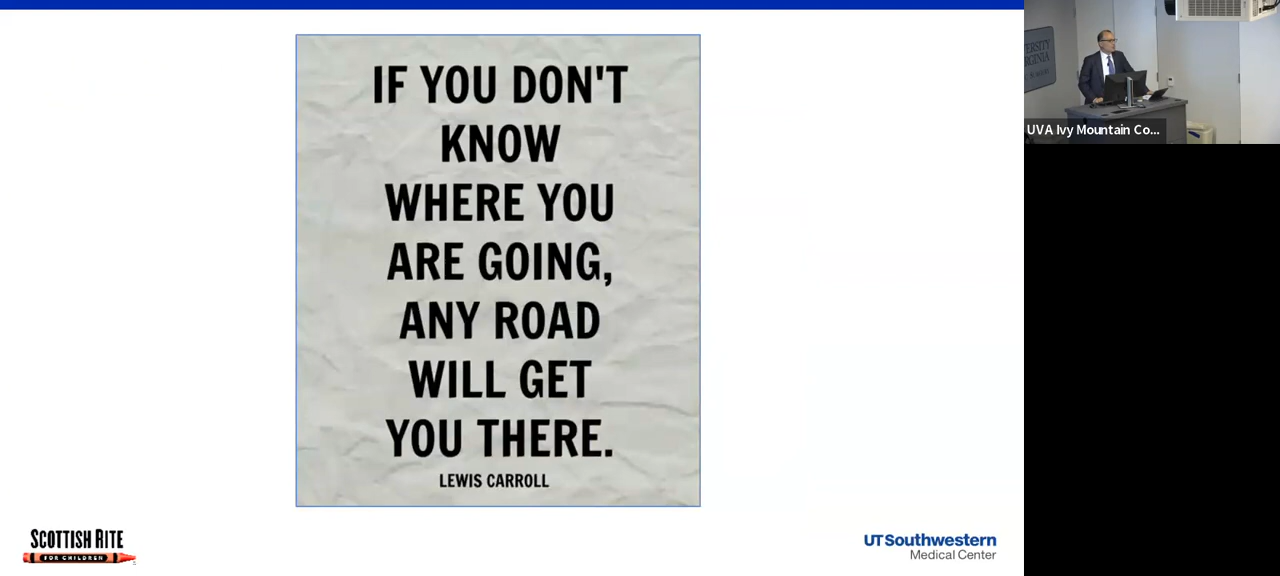 IF YOU DON'T
KNOW
WHERE YOU
ARE GOING,
ANY ROAD
WILL GET
YOU THERE.
LEWIS CARROLL
SCOTTISH RITE
FOR CHILDREN
UTSouthwestern
Medical Center
UVA Ivy Mountain Co...